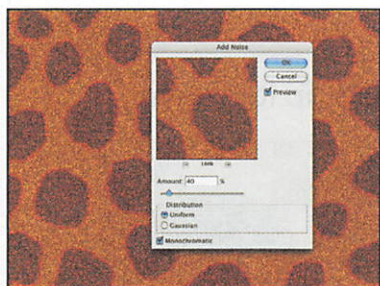 Add Noise
OK
Cancel
Preview
100%
Amount: 40 %
Distribution
Uniform
Gaussian
Monochromatic